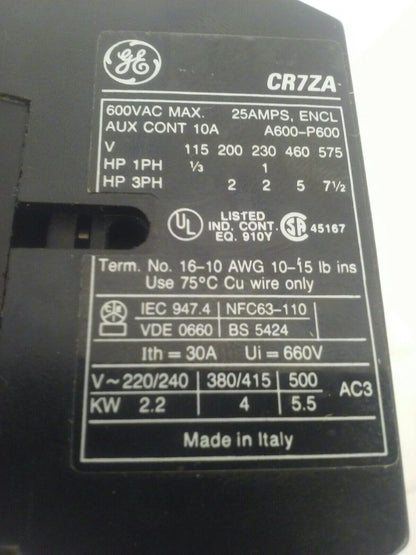 GE
CR7ZA
600VAC MAX. 25AMPS, ENCL
AUX CONT 10A A600-P600
V 115 200 230 460 575
HP 1PH ⅓ 1
HP 3PH 2 2 5 7½
UL LISTED
IND. CONT.
EQ. 910Y
SA 45167
Term. No. 16-10 AWG 10-15 lb ins
Use 75°C Cu wire only
IEC 947.4 NFC63-110
VDE 0660 BS 5424
Ith = 30A Ui = 660V
V~220/240 380/415 500 AC3
KW 2.2 4 5.5
Made in Italy